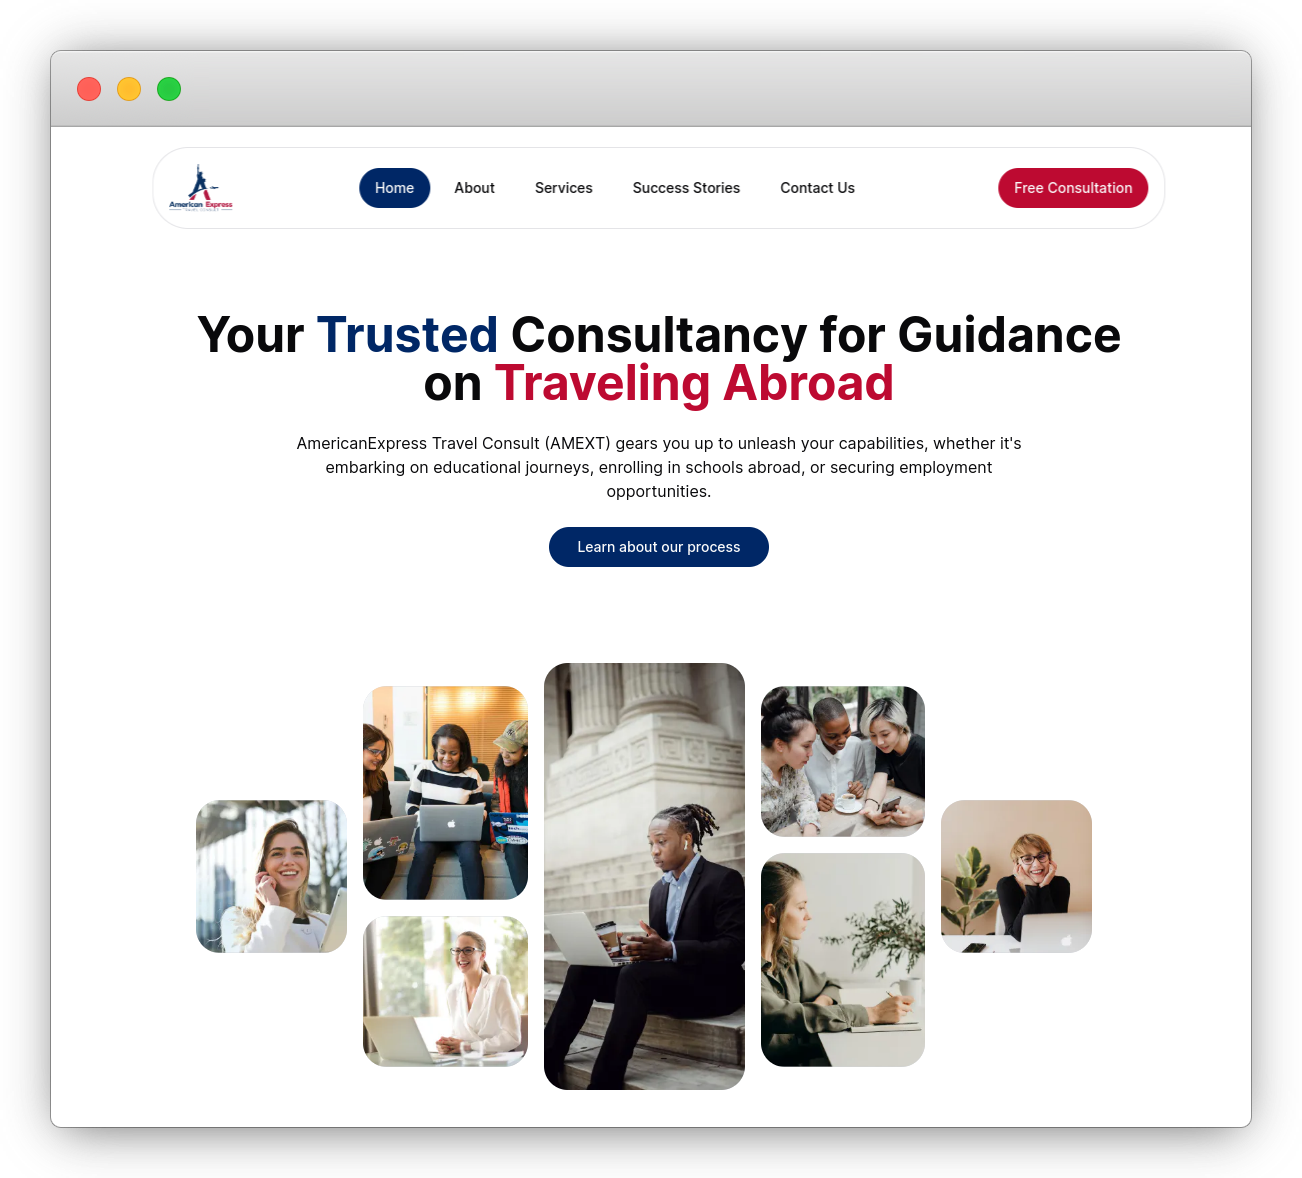 American Express
TRAVEL CONSULT
Home
About
Services
Success Stories
Contact Us
Free Consultation
Your Trusted Consultancy for Guidance
on Traveling Abroad
AmericanExpress Travel Consult (AMEXT) gears you up to unleash your capabilities, whether it's
embarking on educational journeys, enrolling in schools abroad, or securing employment
opportunities.
Learn about our process